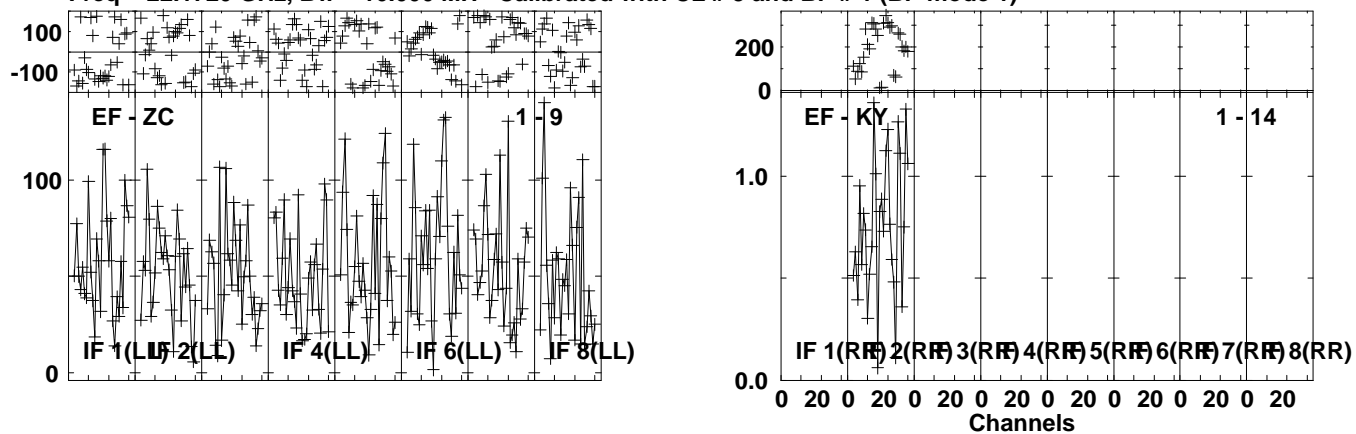 100
-100
EF - ZC 1 - 9
100
0
IF 1(LL) IF 2(LL) IF 4(LL) IF 6(LL) IF 8(LL)
200
0
EF - KY 1 - 14
1.0
0.0
IF 1(RR) IF 2(RR) IF 3(RR) IF 4(RR) IF 5(RR) IF 6(RR) IF 7(RR) IF 8(RR)
0 20 0 20 0 20 0 20 0 20 0 20 0 20 0 20
Channels